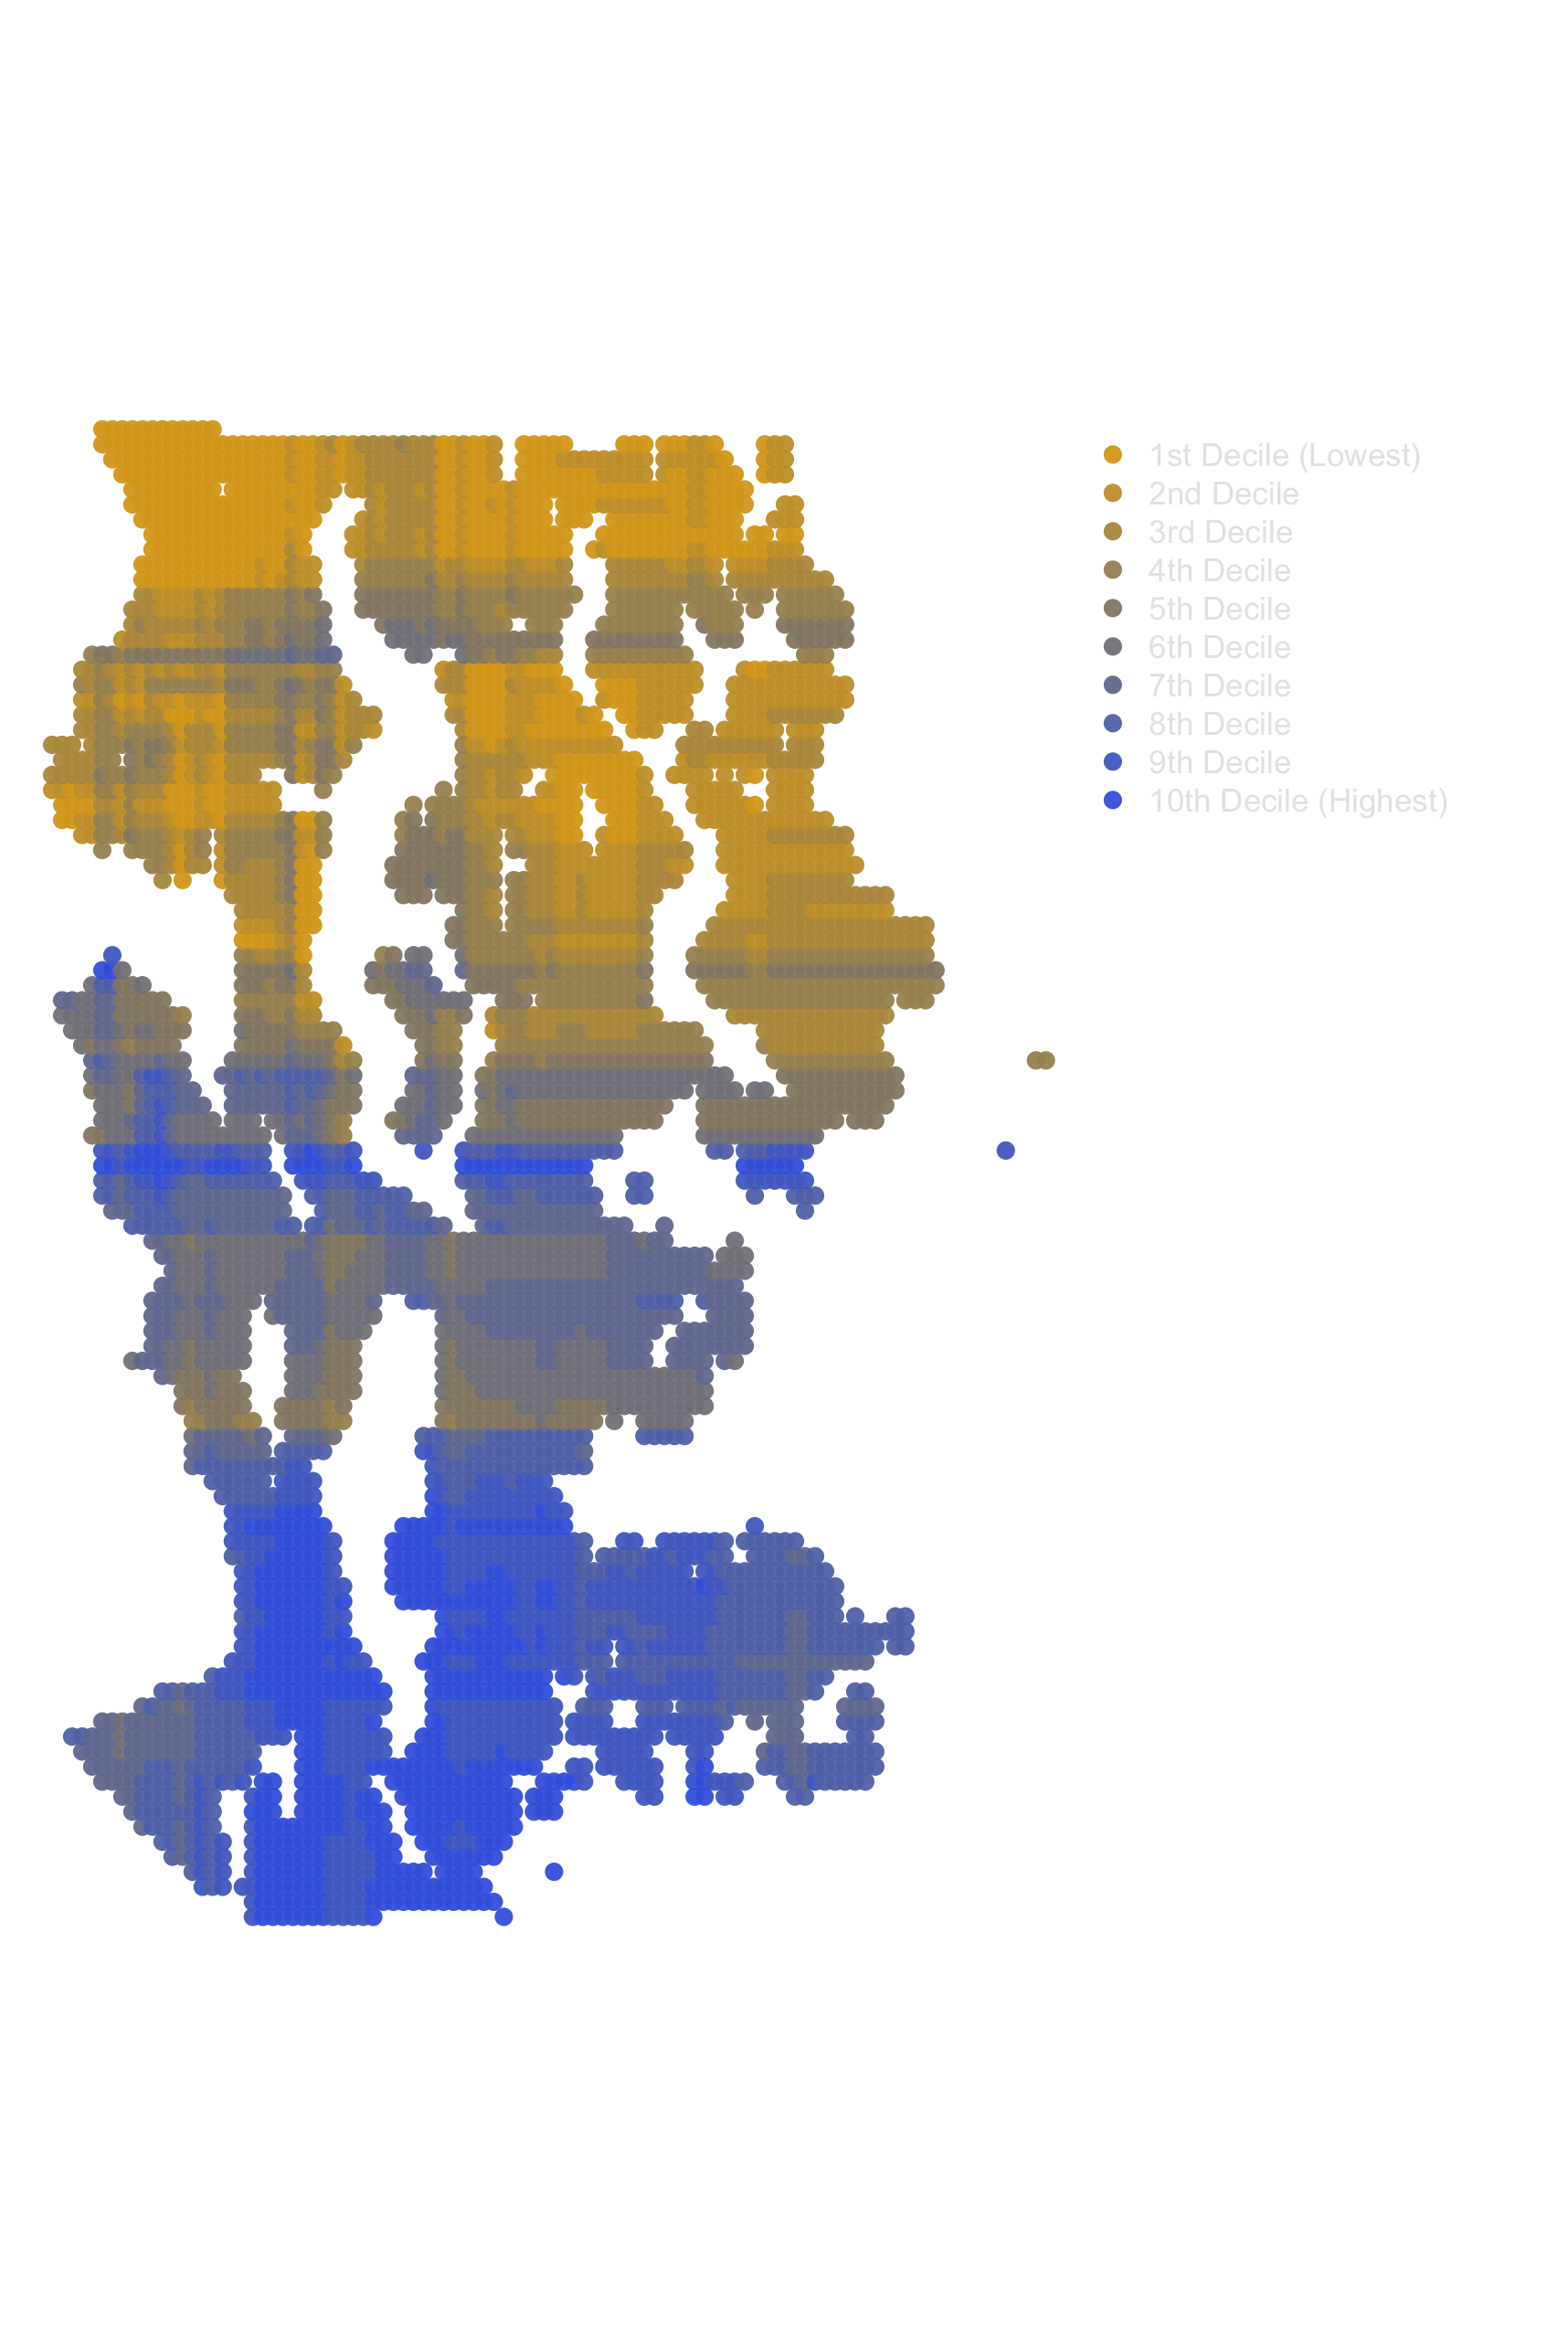 1st Decile (Lowest)
2nd Decile
3rd Decile
4th Decile
5th Decile
6th Decile
7th Decile
8th Decile
9th Decile
10th Decile (Highest)